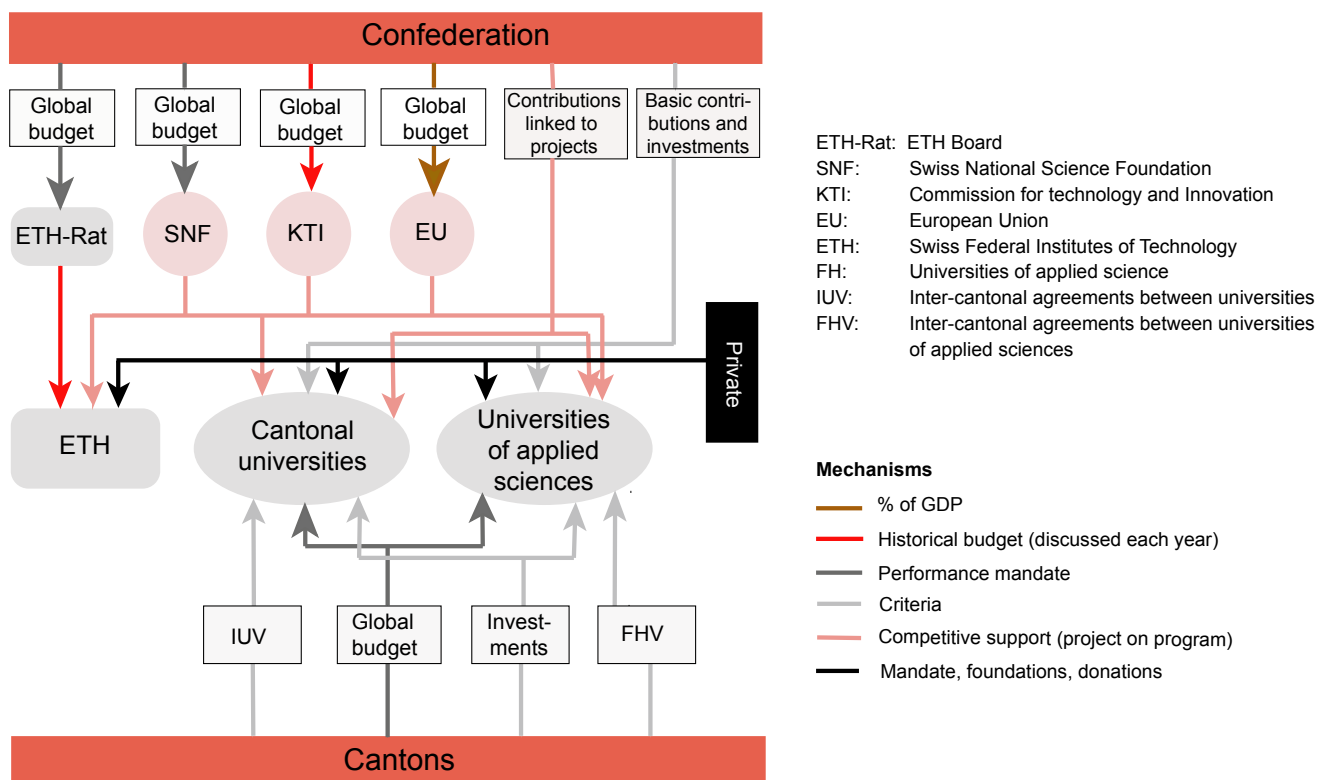 Confederation
Global
budget
Global
budget
Global
budget
Global
budget
Contributions
linked to
projects
Basic contri-
butions and
investments
ETH-Rat
SNF
KTI
EU
Private
ETH
Cantonal
universities
Universities
of applied
sciences
IUV
Global
budget
Invest-
ments
FHV
Cantons
ETH-Rat: ETH Board
SNF: Swiss National Science Foundation
KTI: Commission for technology and Innovation
EU: European Union
ETH: Swiss Federal Institutes of Technology
FH: Universities of applied science
IUV: Inter-cantonal agreements between universities
FHV: Inter-cantonal agreements between universities
of applied sciences
Mechanisms
% of GDP
Historical budget (discussed each year)
Performance mandate
Criteria
Competitive support (project on program)
Mandate, foundations, donations